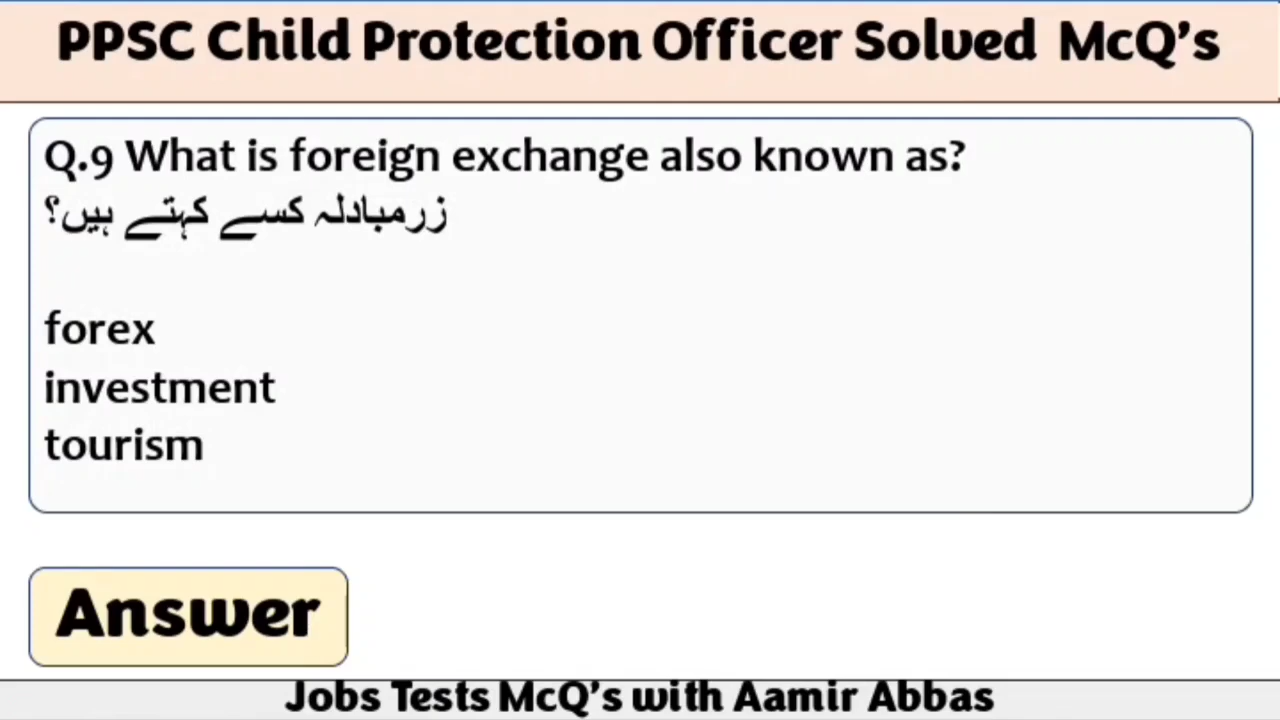 PPSC Child Protection Officer Solved McQ's
Q.9 What is foreign exchange also known as?
زرمبادلہ کسے کہتے ہیں؟
forex
investment
tourism
Answer
Jobs Tests McQ's with Aamir Abbas